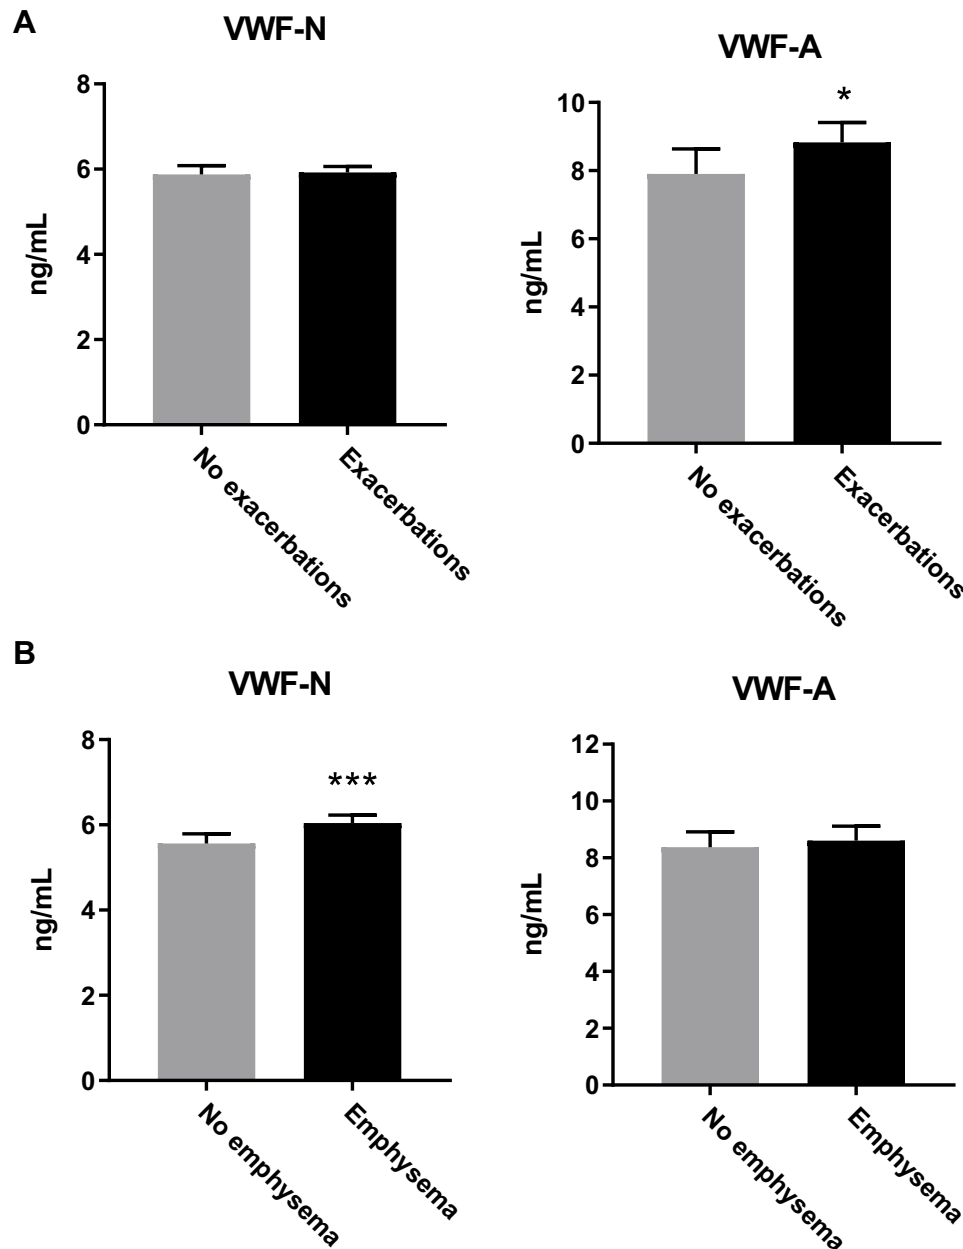 A
VWF-N
8
6
4
2
0
ng/mL
No exacerbations
Exacerbations
VWF-A
*
10
8
6
4
2
0
ng/mL
No exacerbations
Exacerbations
B
VWF-N
***
8
6
4
2
0
ng/mL
No emphysema
Emphysema
VWF-A
12
10
8
6
4
2
0
ng/mL
No emphysema
Emphysema